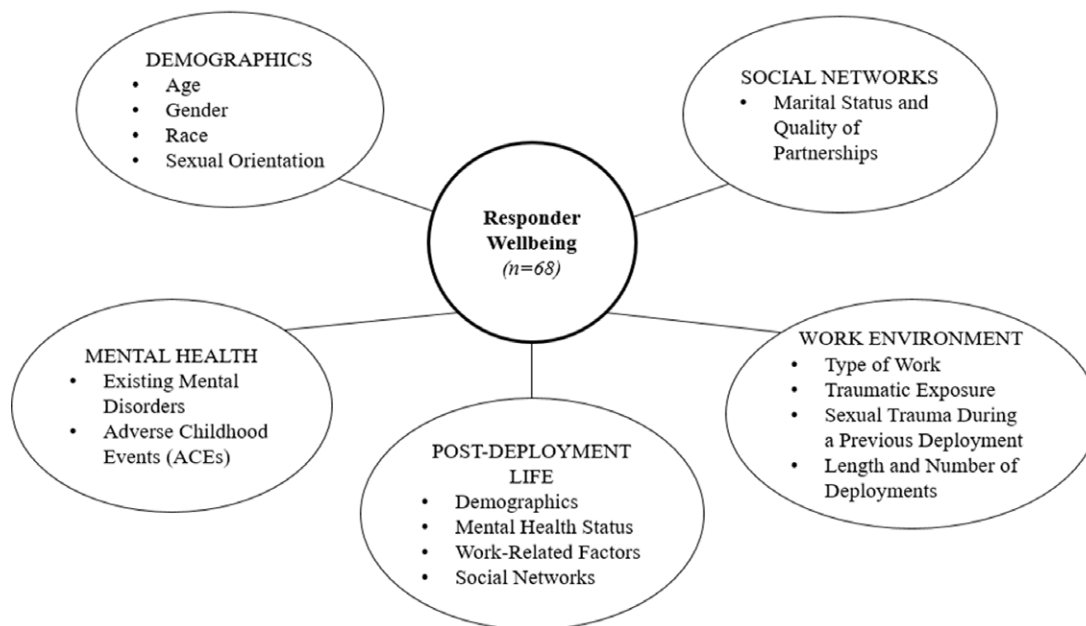 DEMOGRAPHICS
• Age
• Gender
• Race
• Sexual Orientation
SOCIAL NETWORKS
• Marital Status and
Quality of
Partnerships
Responder
Wellbeing
(n=68)
MENTAL HEALTH
• Existing Mental
Disorders
• Adverse Childhood
Events (ACEs)
POST-DEPLOYMENT
LIFE
• Demographics
• Mental Health Status
• Work-Related Factors
• Social Networks
WORK ENVIRONMENT
• Type of Work
• Traumatic Exposure
• Sexual Trauma During
a Previous Deployment
• Length and Number of
Deployments